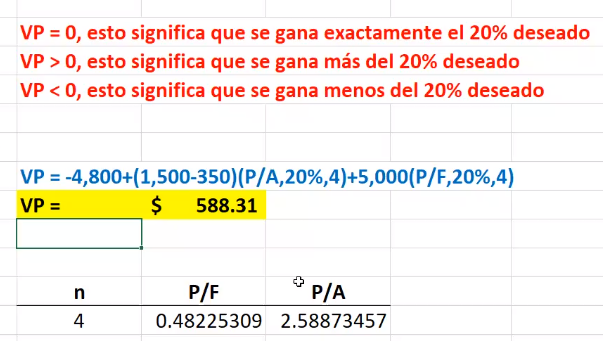 VP = 0, esto significa que se gana exactamente el 20% deseado
VP > 0, esto significa que se gana más del 20% deseado
VP < 0, esto significa que se gana menos del 20% deseado
VP = -4,800+(1,500-350)(P/A,20%,4)+5,000(P/F,20%,4)
VP = $ 588.31
n P/F P/A
4 0.48225309 2.58873457